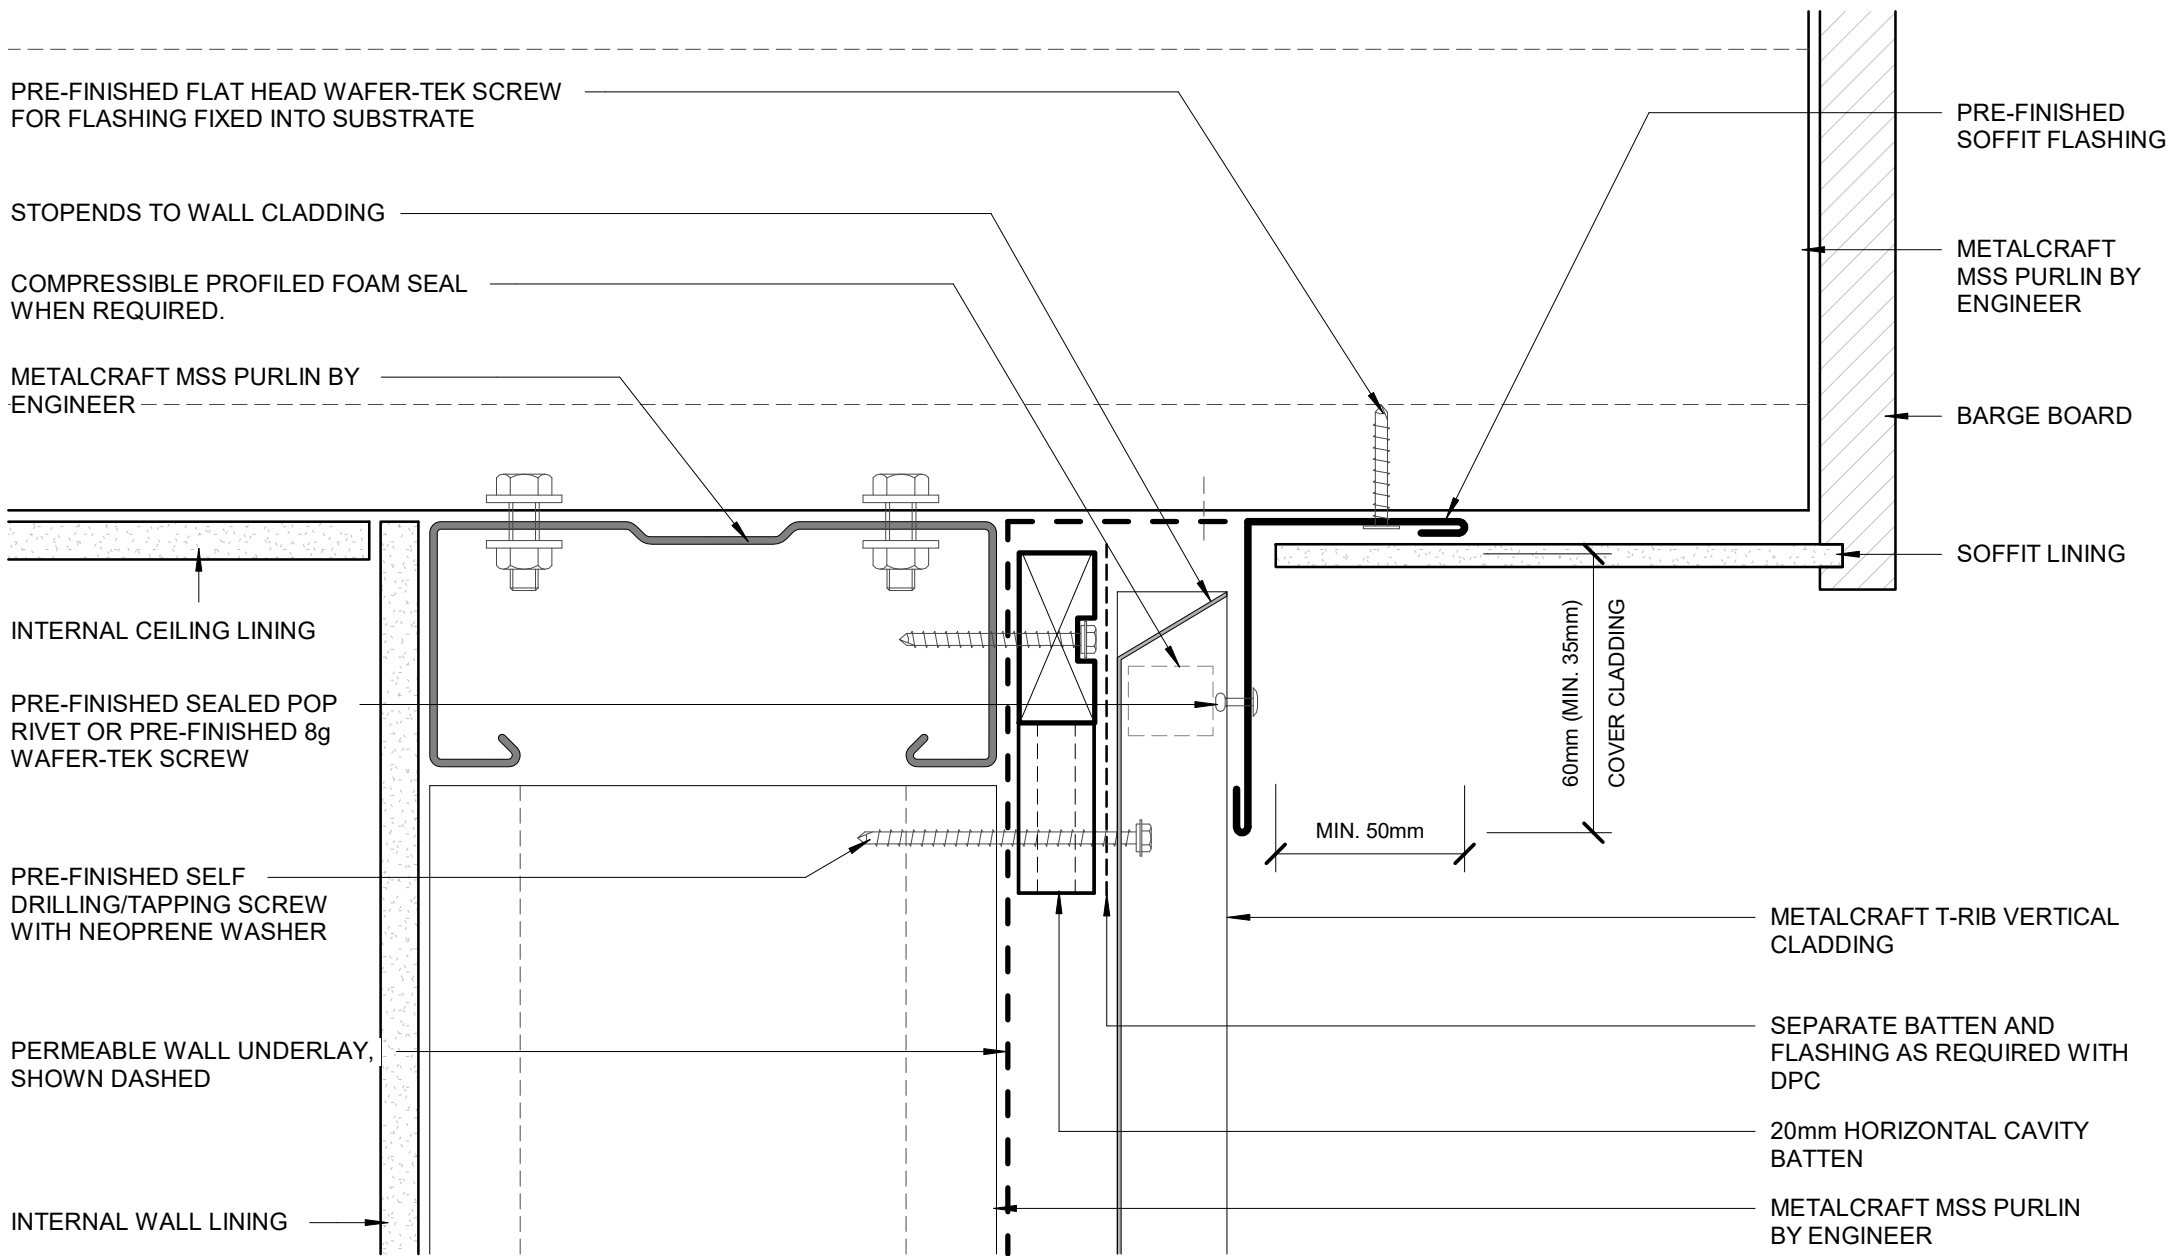 PRE-FINISHED FLAT HEAD WAFER-TEK SCREW
FOR FLASHING FIXED INTO SUBSTRATE
STOPENDS TO WALL CLADDING
COMPRESSIBLE PROFILED FOAM SEAL
WHEN REQUIRED.
METALCRAFT MSS PURLIN BY
ENGINEER
INTERNAL CEILING LINING
PRE-FINISHED SEALED POP
RIVET OR PRE-FINISHED 8g
WAFER-TEK SCREW
PRE-FINISHED SELF
DRILLING/TAPPING SCREW
WITH NEOPRENE WASHER
PERMEABLE WALL UNDERLAY,
SHOWN DASHED
INTERNAL WALL LINING
60mm (MIN. 35mm)
COVER CLADDING
MIN. 50mm
PRE-FINISHED
SOFFIT FLASHING
METALCRAFT
MSS PURLIN BY
ENGINEER
BARGE BOARD
SOFFIT LINING
METALCRAFT T-RIB VERTICAL
CLADDING
SEPARATE BATTEN AND
FLASHING AS REQUIRED WITH
DPC
20mm HORIZONTAL CAVITY
BATTEN
METALCRAFT MSS PURLIN
BY ENGINEER